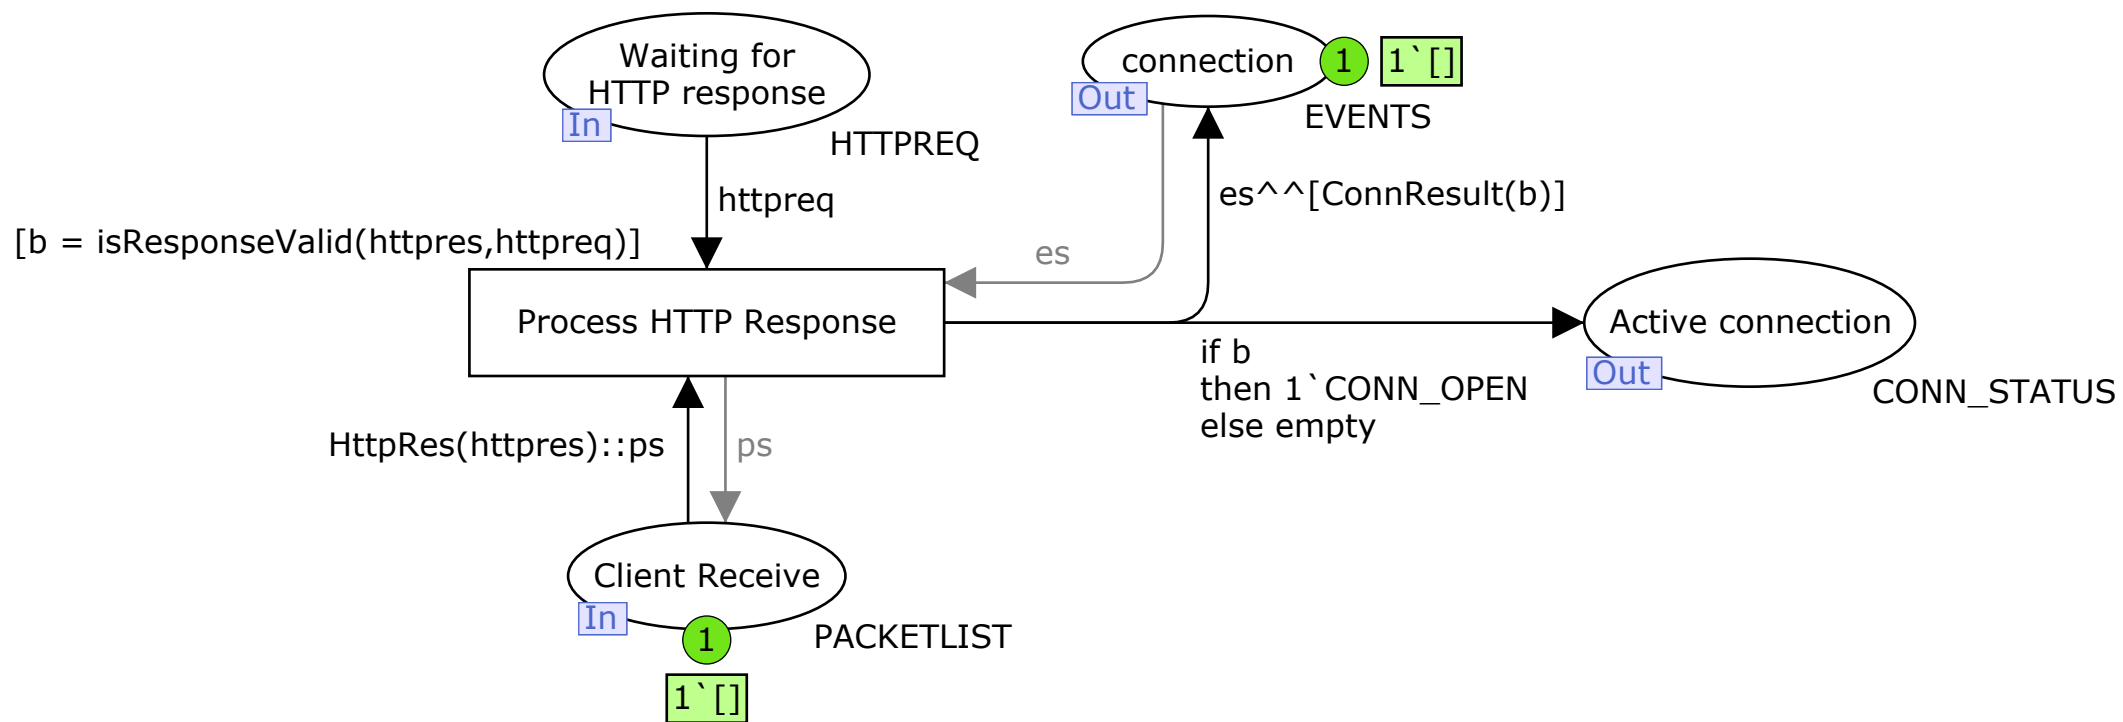 Waiting for
HTTP response
In
HTTPREQ
connection
Out
1
1`[]
EVENTS
httpreq
es^^[ConnResult(b)]
[b = isResponseValid(httpres,httpreq)]
es
Process HTTP Response
Active connection
Out
CONN_STATUS
if b
then 1`CONN_OPEN
else empty
HttpRes(httpres)::ps
ps
Client Receive
In
1
PACKETLIST
1`[]